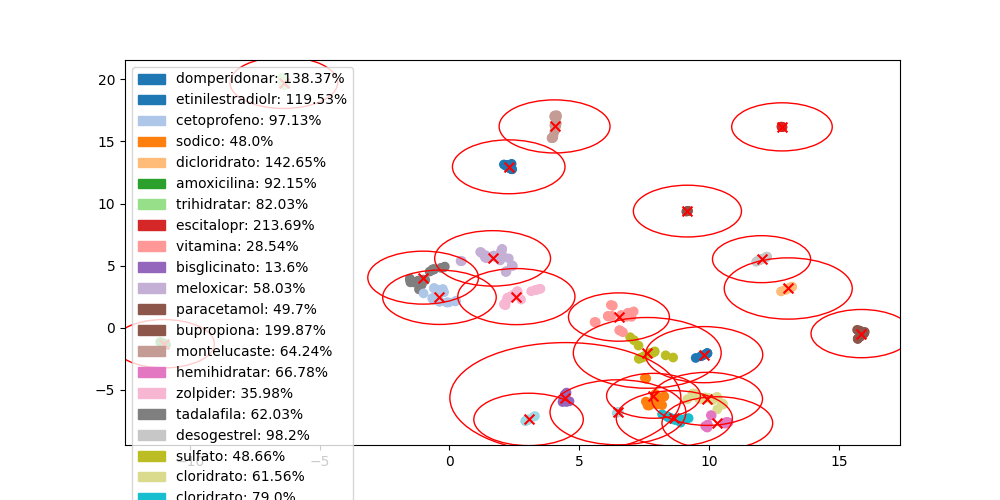 20
15
10
5
0
−5
domperidonar: 138.37%
etinilestradiolr: 119.53%
cetoprofeno: 97.13%
sodico: 48.0%
dicloridrato: 142.65%
amoxicilina: 92.15%
trihidratar: 82.03%
escitalopr: 213.69%
vitamina: 28.54%
bisglicinato: 13.6%
meloxicar: 58.03%
paracetamol: 49.7%
bupropiona: 199.87%
montelucaste: 64.24%
hemihidratar: 66.78%
zolpider: 35.98%
tadalafila: 62.03%
desogestrel: 98.2%
sulfato: 48.66%
cloridrato: 61.56%
cloridrato: 79.0%
−10 −5 0 5 10 15